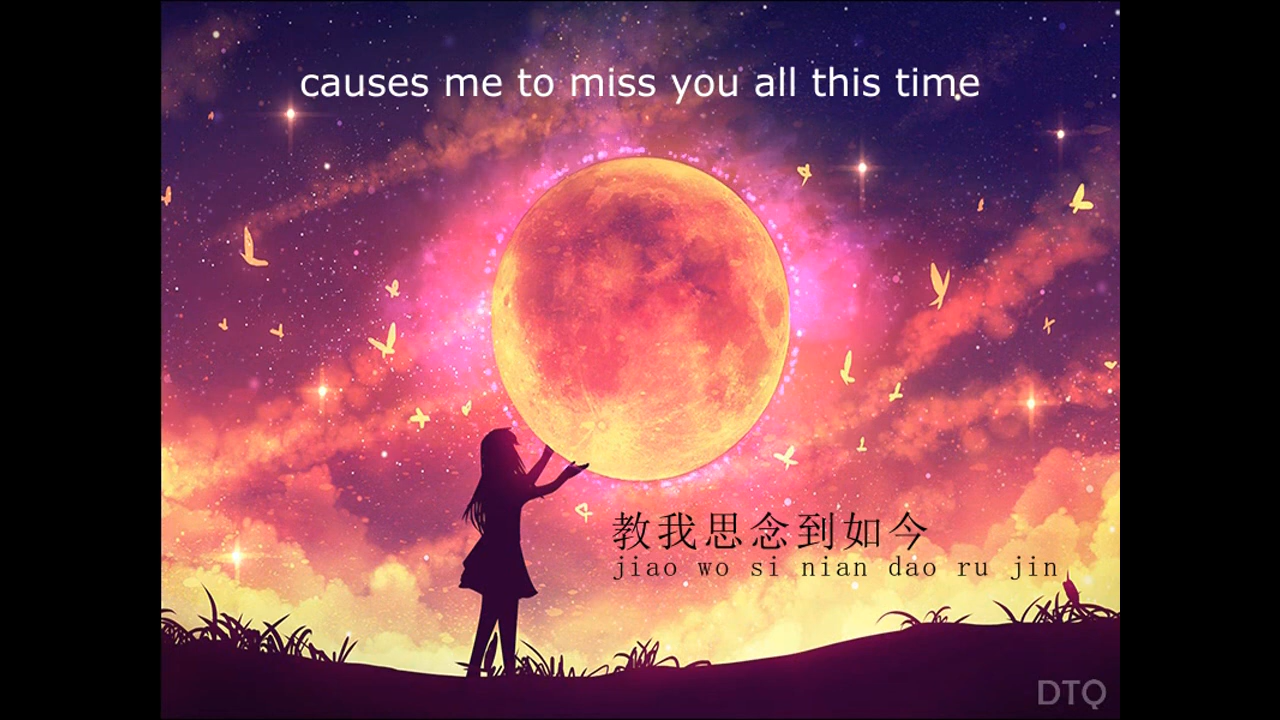 causes me to miss you all this time
教我思念到如今
jiao wo si nian dao ru jin
DTQ